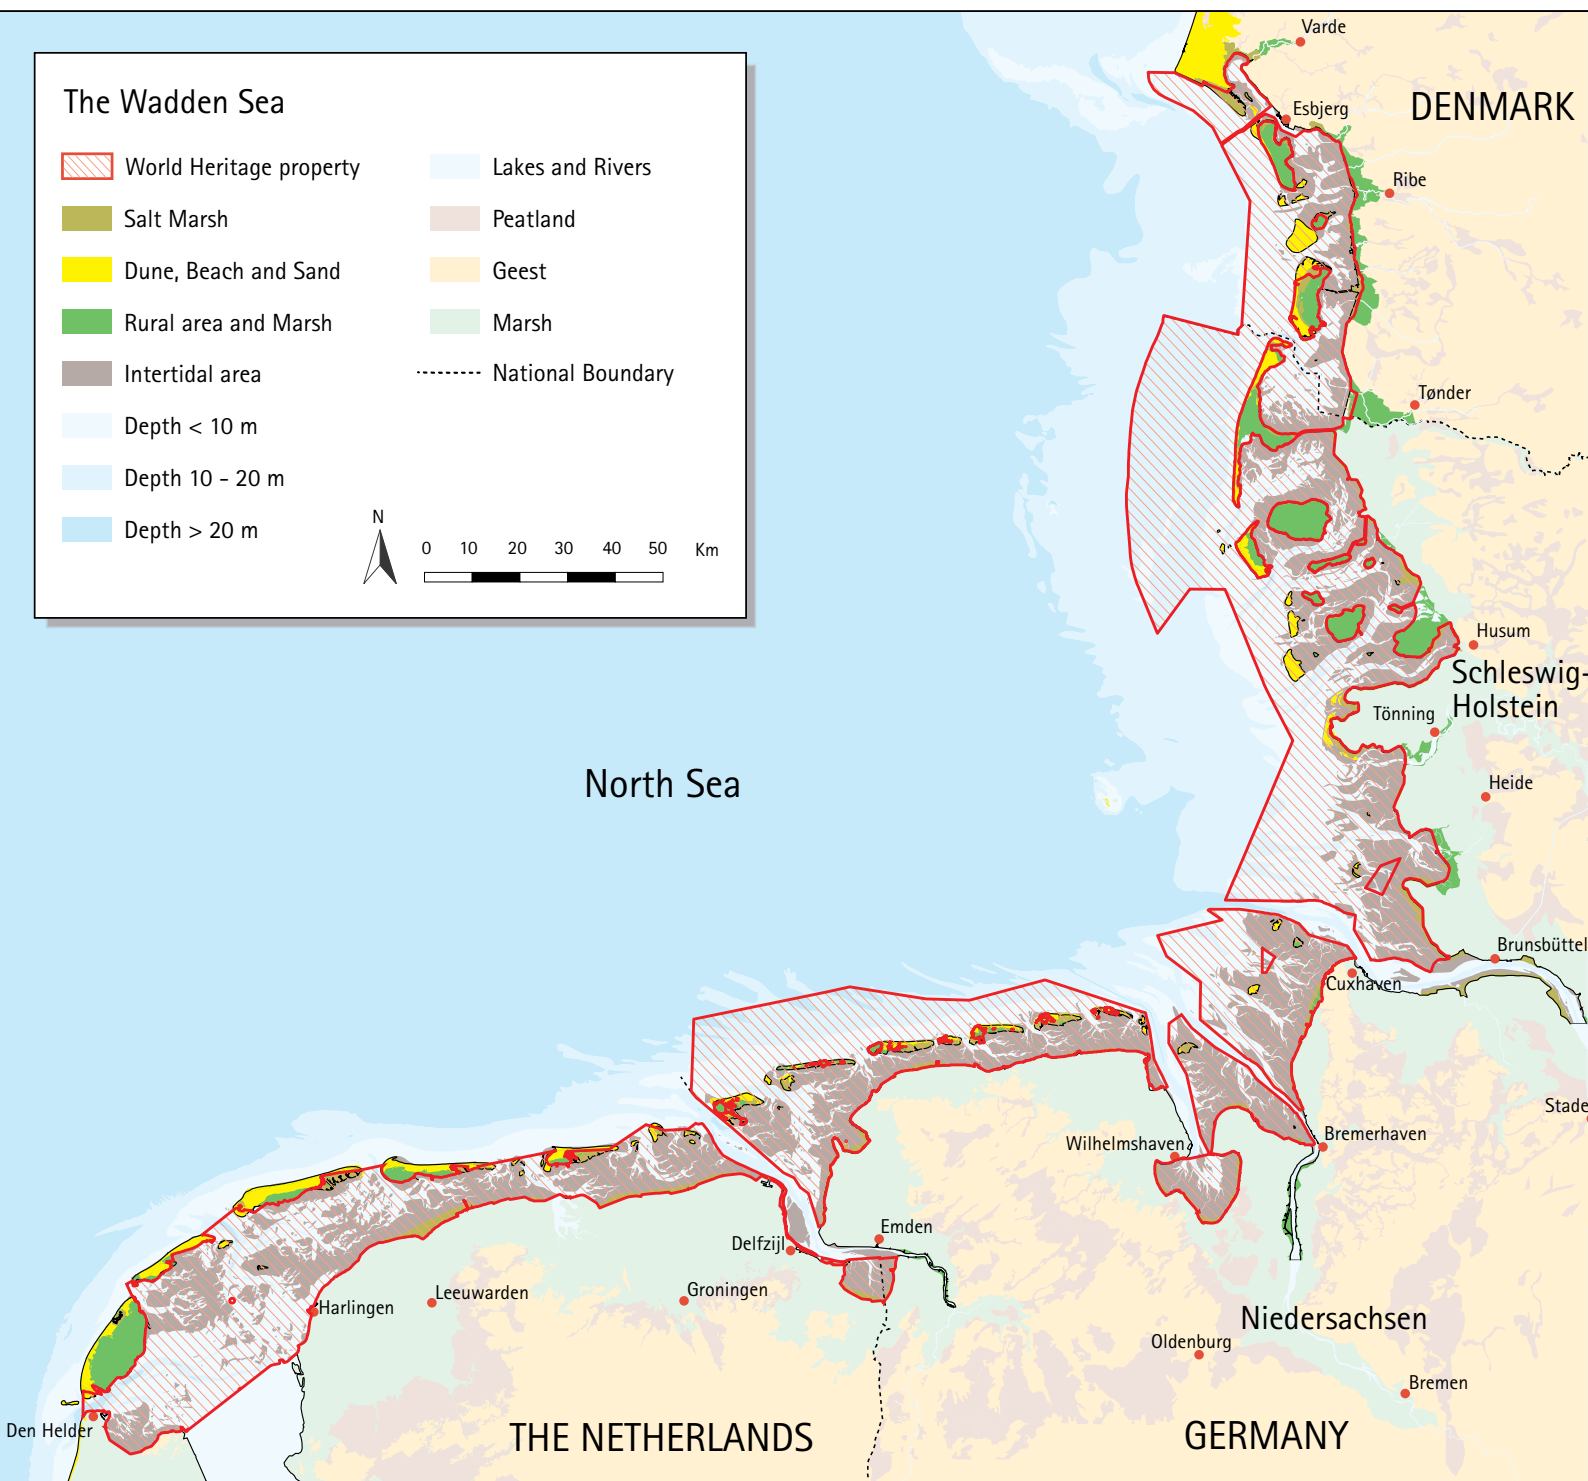 The Wadden Sea
World Heritage property
Salt Marsh
Dune, Beach and Sand
Rural area and Marsh
Intertidal area
Depth < 10 m
Depth 10 - 20 m
Depth > 20 m
Lakes and Rivers
Peatland
Geest
Marsh
National Boundary
N
0 10 20 30 40 50 Km
Varde
DENMARK
Esbjerg
Ribe
Tønder
Husum
Schleswig-
Holstein
Tönning
Heide
North Sea
Brunsbüttel
Cuxhaven
Stade
Bremerhaven
Wilhelmshaven
Emden
Delfzijl
Groningen
Leeuwarden
Harlingen
Niedersachsen
Oldenburg
Bremen
Den Helder
THE NETHERLANDS
GERMANY